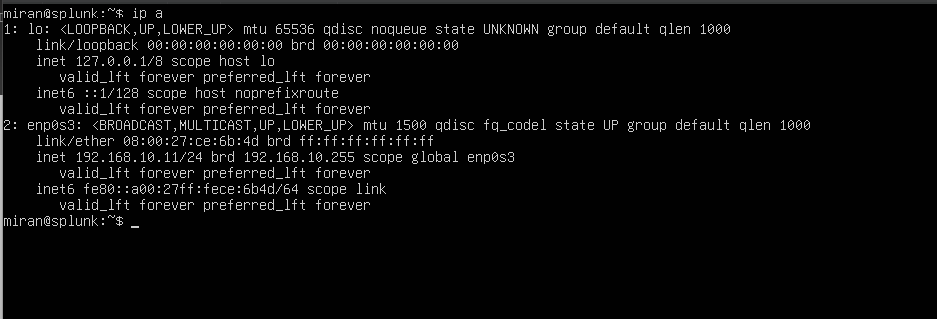 miran@splunk:~$ ip a
1: lo: <LOOPBACK,UP,LOWER_UP> mtu 65536 qdisc noqueue state UNKNOWN group default qlen 1000
    link/loopback 00:00:00:00:00:00 brd 00:00:00:00:00:00
    inet 127.0.0.1/8 scope host lo
       valid_lft forever preferred_lft forever
    inet6 ::1/128 scope host noprefixroute
       valid_lft forever preferred_lft forever
2: enp0s3: <BROADCAST,MULTICAST,UP,LOWER_UP> mtu 1500 qdisc fq_codel state UP group default qlen 1000
    link/ether 08:00:27:ce:6b:4d brd ff:ff:ff:ff:ff:ff
    inet 192.168.10.11/24 brd 192.168.10.255 scope global enp0s3
       valid_lft forever preferred_lft forever
    inet6 fe80::a00:27ff:fece:6b4d/64 scope link
       valid_lft forever preferred_lft forever
miran@splunk:~$ _